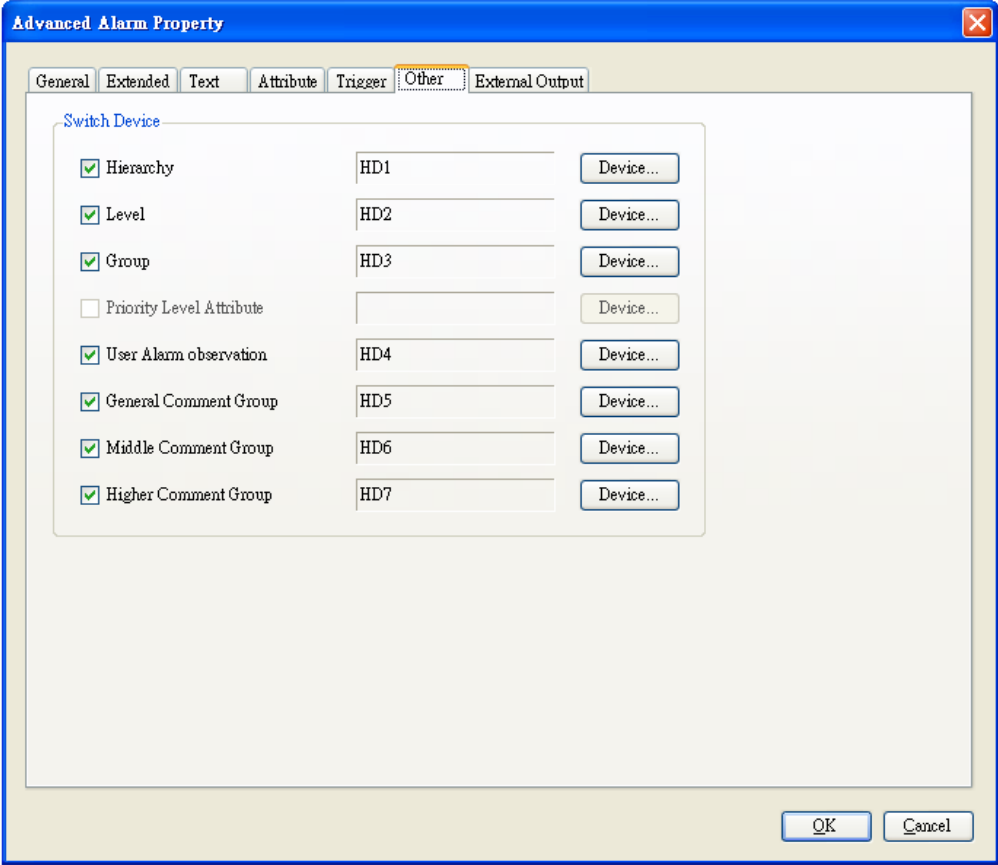 Advanced Alarm Property
General Extended Text Attribute Trigger Other External Output
Switch Device
Hierarchy HD1 Device...
Level HD2 Device...
Group HD3 Device...
Priority Level Attribute Device...
User Alarm observation HD4 Device...
General Comment Group HD5 Device...
Middle Comment Group HD6 Device...
Higher Comment Group HD7 Device...
OK Cancel